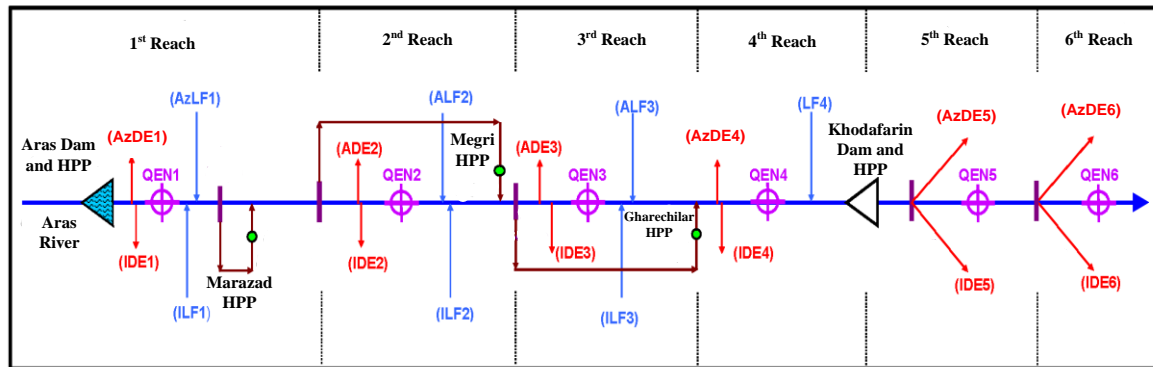 1st Reach
2nd Reach
3rd Reach
4th Reach
5th Reach
6th Reach
(AzLF1)
(ALF2)
(ALF3)
(LF4)
(AzDE5)
(AzDE6)
(AzDE1)
(ADE2)
Megri
HPP
(ADE3)
(AzDE4)
Khodafarin
Dam and
HPP
Aras Dam
and HPP
QEN1
QEN2
QEN3
QEN4
QEN5
QEN6
Aras
River
(IDE1)
(IDE2)
(IDE3)
Gharechilar
HPP
(IDE4)
(IDE5)
(IDE6)
Marazad
HPP
(ILF1)
(ILF2)
(ILF3)